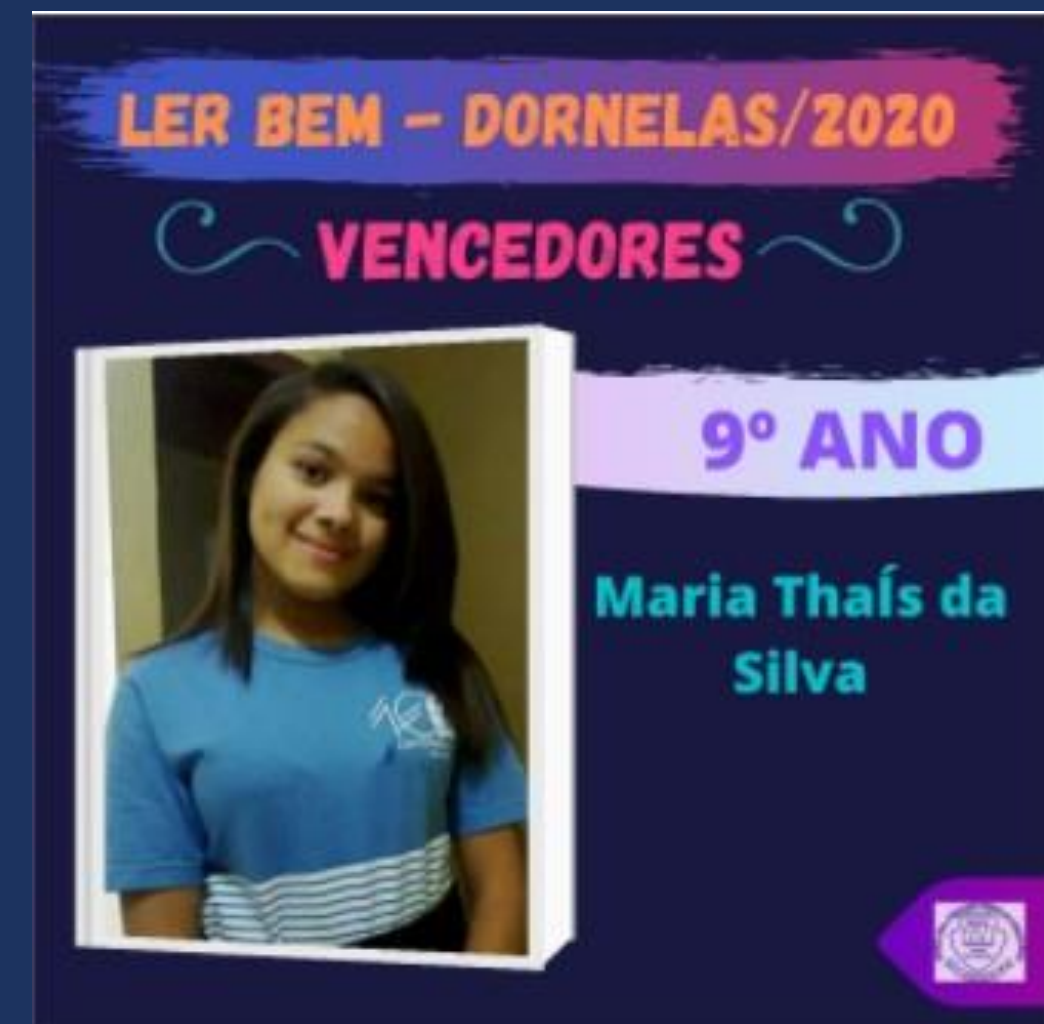 LER BEM - DORNELAS/2020
VENCEDORES
9º ANO
Maria ThaÍs da
Silva